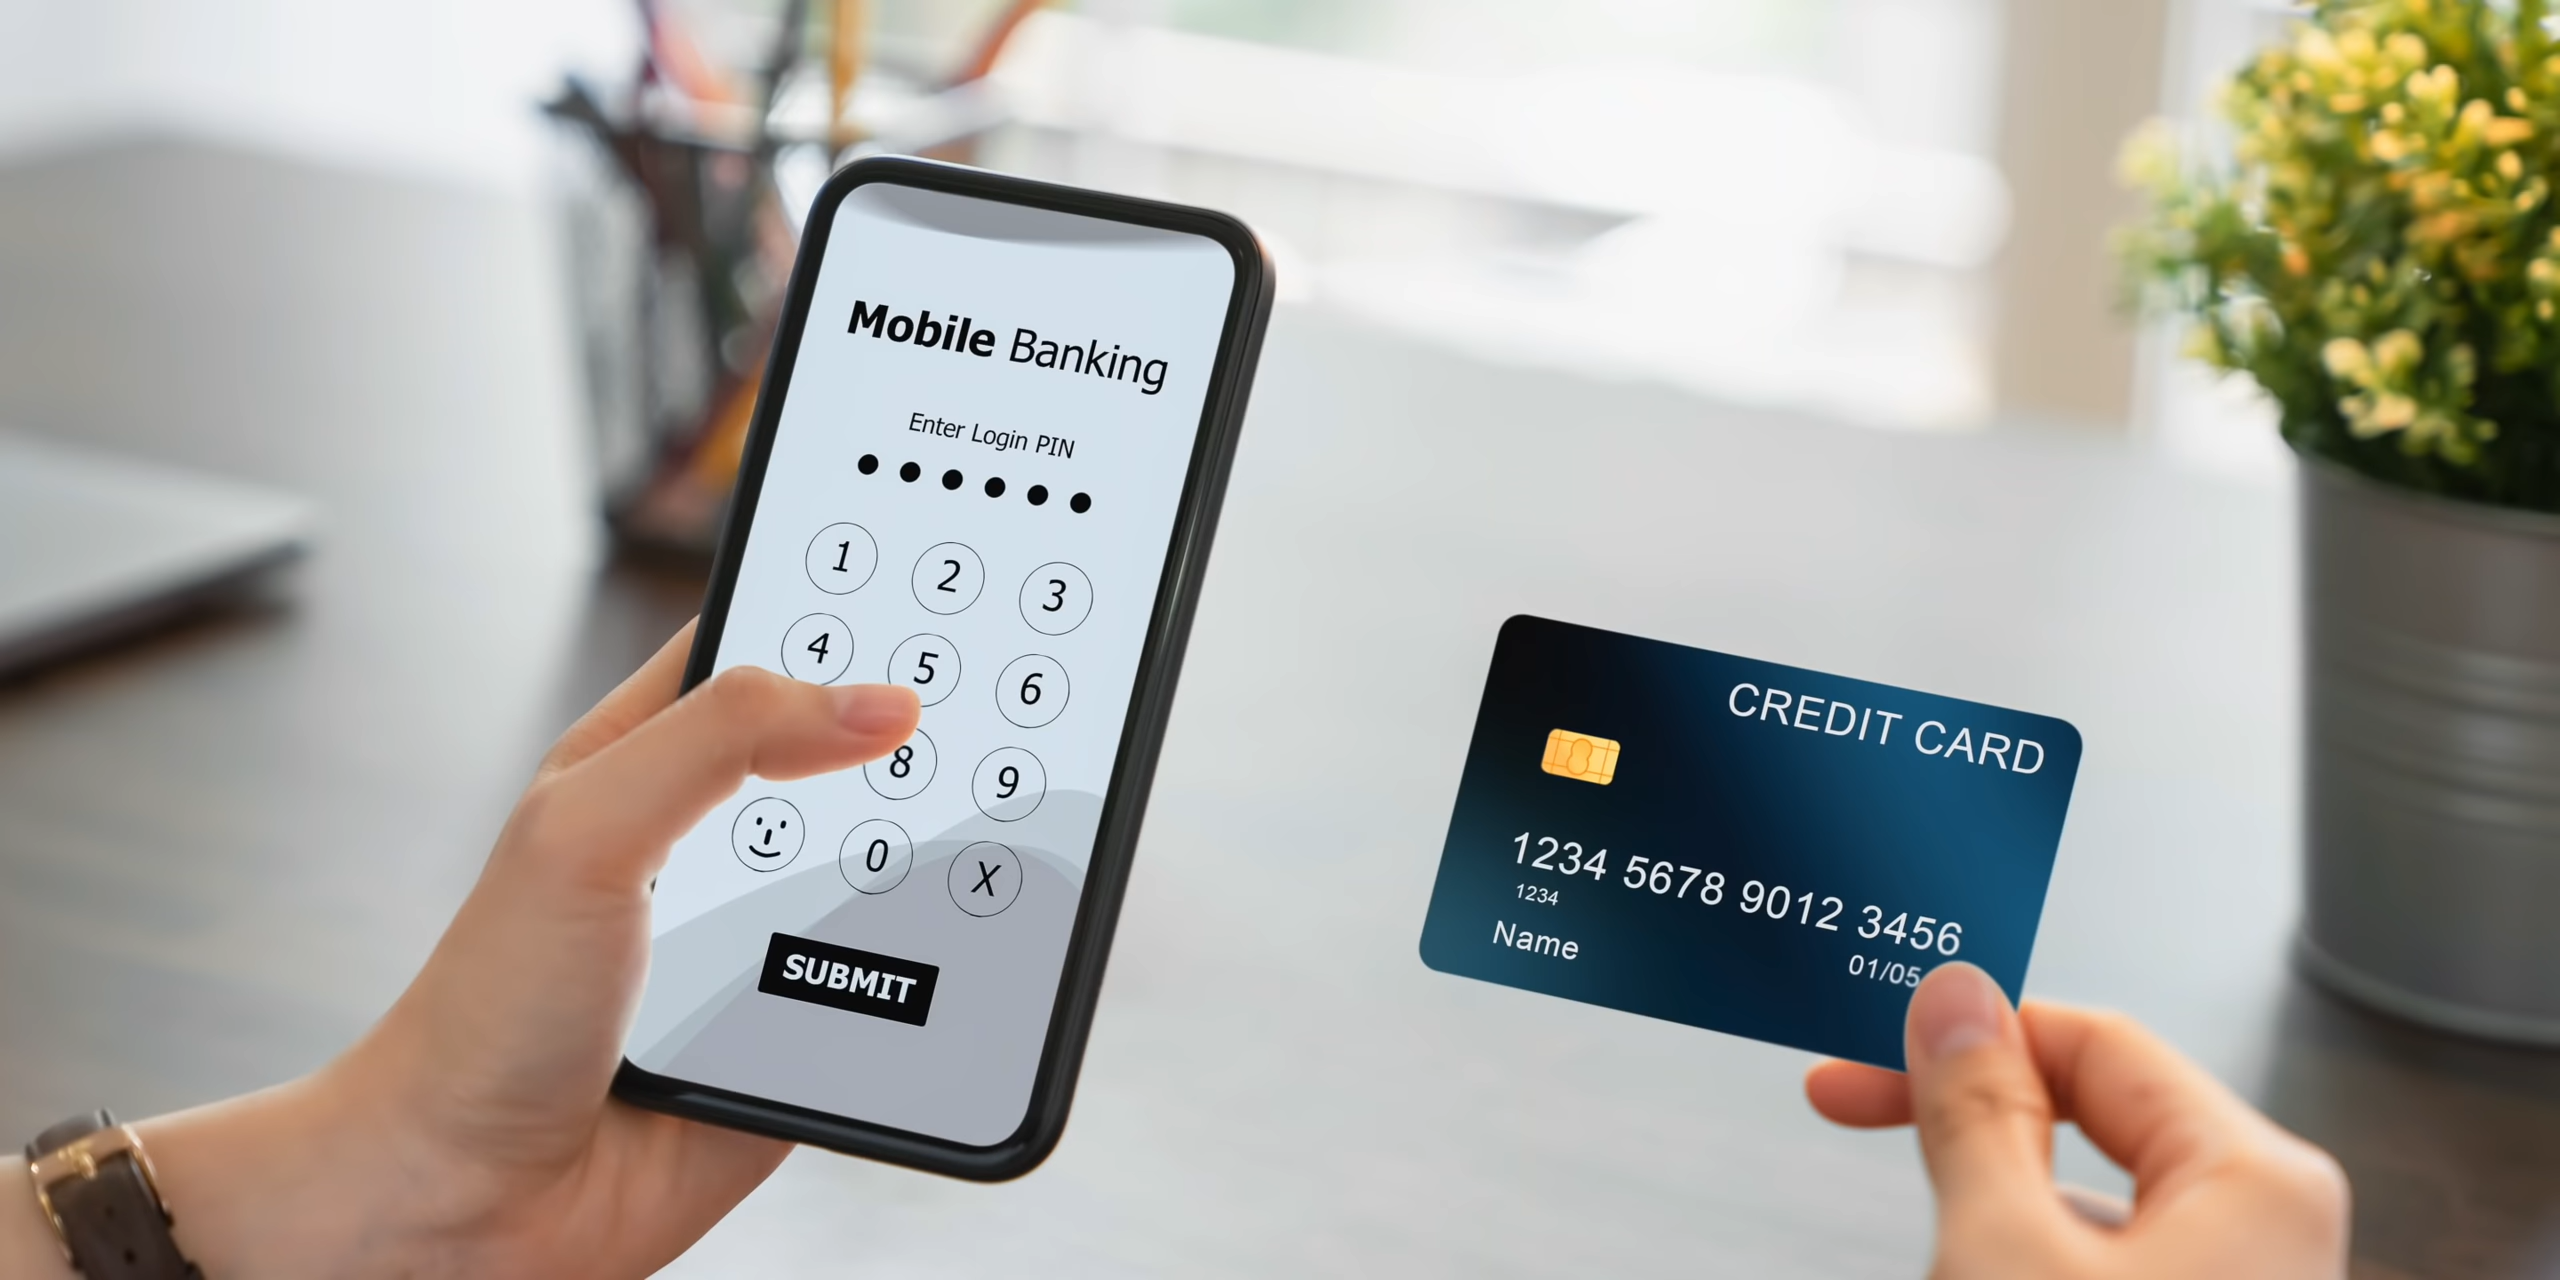 Mobile Banking
Enter Login PIN
1 2 3
4 5 6
8 9
0 X
SUBMIT
CREDIT CARD
1234 5678 9012 3456
1234
01/05
Name